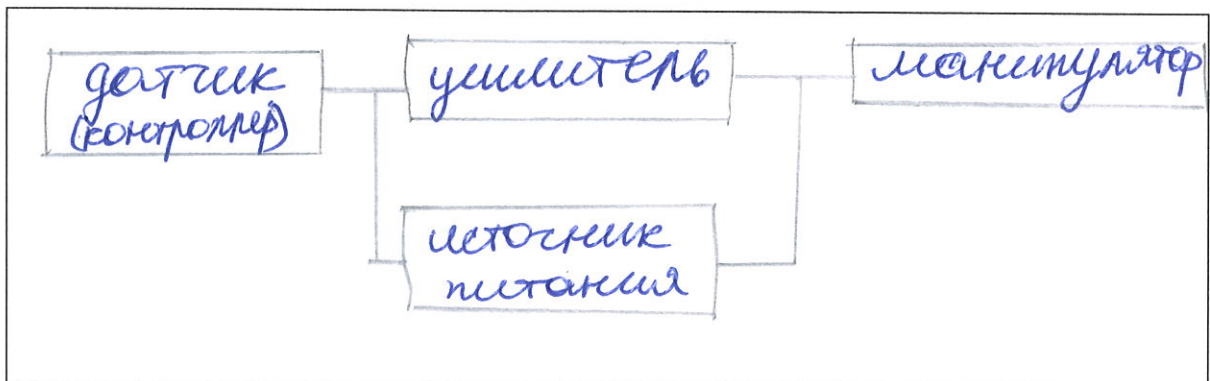 датчик
(контроллер)
усилитель
манипулятор
источник
питания